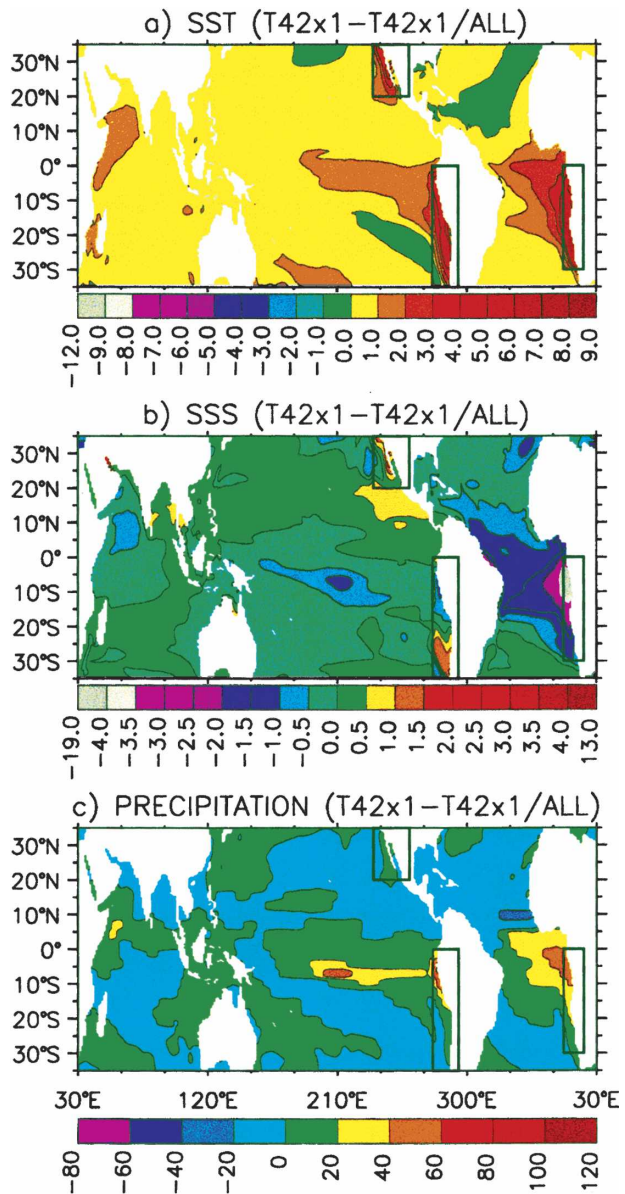 a) SST (T42x1-T42x1/ALL)
30°N
20°N
10°N
0°
10°S
20°S
30°S
-12.0 -9.0 -8.0 -7.0 -6.0 -5.0 -4.0 -3.0 -2.0 -1.0 0.0 1.0 2.0 3.0 4.0 5.0 6.0 7.0 8.0 9.0
b) SSS (T42x1-T42x1/ALL)
30°N
20°N
10°N
0°
10°S
20°S
30°S
-19.0 -4.0 -3.5 -3.0 -2.5 -2.0 -1.5 -1.0 -0.5 0.0 0.5 1.0 1.5 2.0 2.5 3.0 3.5 4.0 13.0
c) PRECIPITATION (T42x1-T42x1/ALL)
30°N
20°N
10°N
0°
10°S
20°S
30°S
30°E 120°E 210°E 300°E 30°E
-80 -60 -40 -20 0 20 40 60 80 100 120